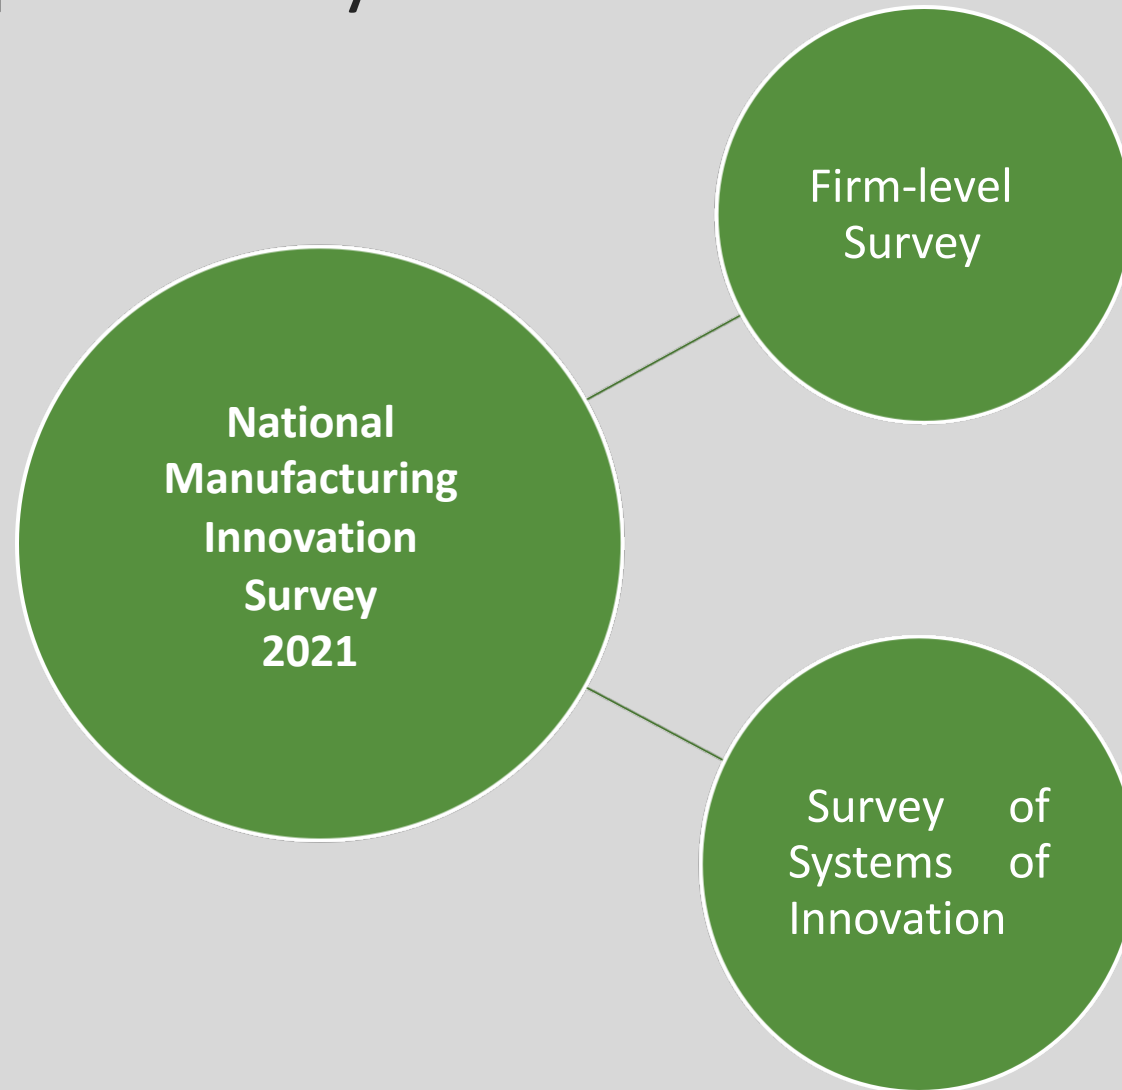 National
Manufacturing
Innovation
Survey
2021
Firm-level
Survey
Survey of
Systems of
Innovation